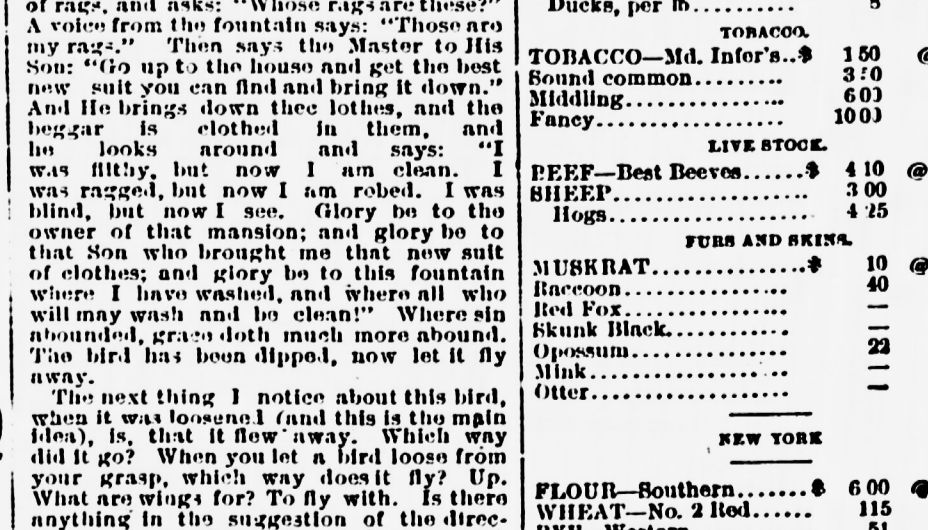 of rags, and asks: "Whose rags are these?"
A voice from the fountain says: "Those are
my rags." Then says the Master to His
Son: "Go up to the house and get the best
new suit you can find and bring it down."
And He brings down thec lothes, and the
beggar is clothed in them, and
he looks around and says: "I
was filthy, but now I am clean. I
was ragged, but now I am robed. I was
blind, but now I see. Glory be to the
owner of that mansion; and glory be to
that Son who brought me that new suit
of clothes; and glory be to this fountain
where I have washed, and where all who
will may wash and be clean!" Where sin
abounded, grace doth much more abound.
The bird has been dipped, now let it fly
away.
The next thing I notice about this bird,
when it was loosened (and this is the main
idea), is, that it flew away. Which way
did it go? When you let a bird loose from
your grasp, which way does it fly? Up.
What are wings for? To fly with. Is there
anything in the suggestion of the direc-
Ducks, per lb.......... 5
TOBACCO.
TOBACCO—Md. Infer's..$ 1 50 @
Sound common......... 3 50
Middling............... 6 00
Fancy.................. 10 00
LIVE STOCK.
BEEF—Best Beeves......$ 4 10 @
SHEEP.................. 3 00
Hogs................... 4 25
FURS AND SKINS.
MUSKRAT...............$ 10 @
Raccoon................ 40
Red Fox................ —
Skunk Black............ —
Opossum................ 22
Mink................... —
Otter.................. —
NEW YORK
FLOUR—Southern.......$ 6 00 @
WHEAT—No. 2 Red...... 115
RYE—Western 51